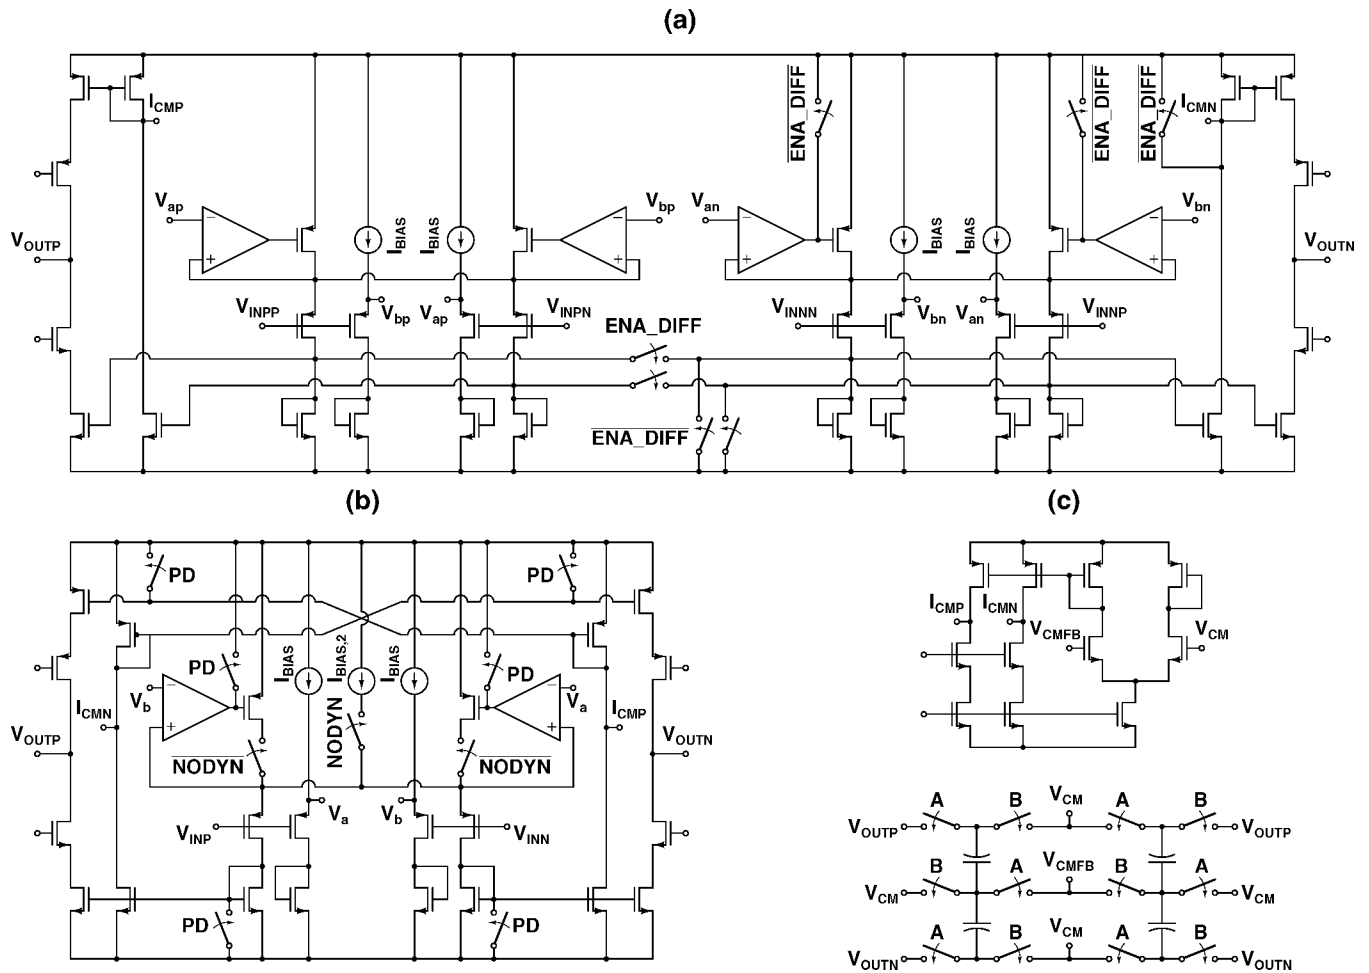 (a)
I_CMP
ENA_DIFF
ENA_DIFF
ENA_DIFF
I_CMN
V_ap
V_bp
V_an
V_bn
V_OUTP
I_BIAS
I_BIAS
I_BIAS
I_BIAS
V_OUTN
V_INPP
V_bp
V_ap
V_INPN
V_INNN
V_bn
V_an
V_INNP
ENA_DIFF
ENA_DIFF
(b)
(c)
PD
PD
I_CMP
I_CMN
V_CMFB
V_CM
PD
I_BIAS
I_BIAS,2
I_BIAS
PD
V_b
V_a
I_CMN
I_CMP
V_OUTP
V_OUTN
NODYN
NODYN
NODYN
V_a
V_b
V_INP
V_INN
PD
PD
A
B
V_CM
A
B
V_OUTP
V_OUTP
B
A
V_CMFB
B
A
V_CM
V_CM
A
B
V_CM
A
B
V_OUTN
V_OUTN